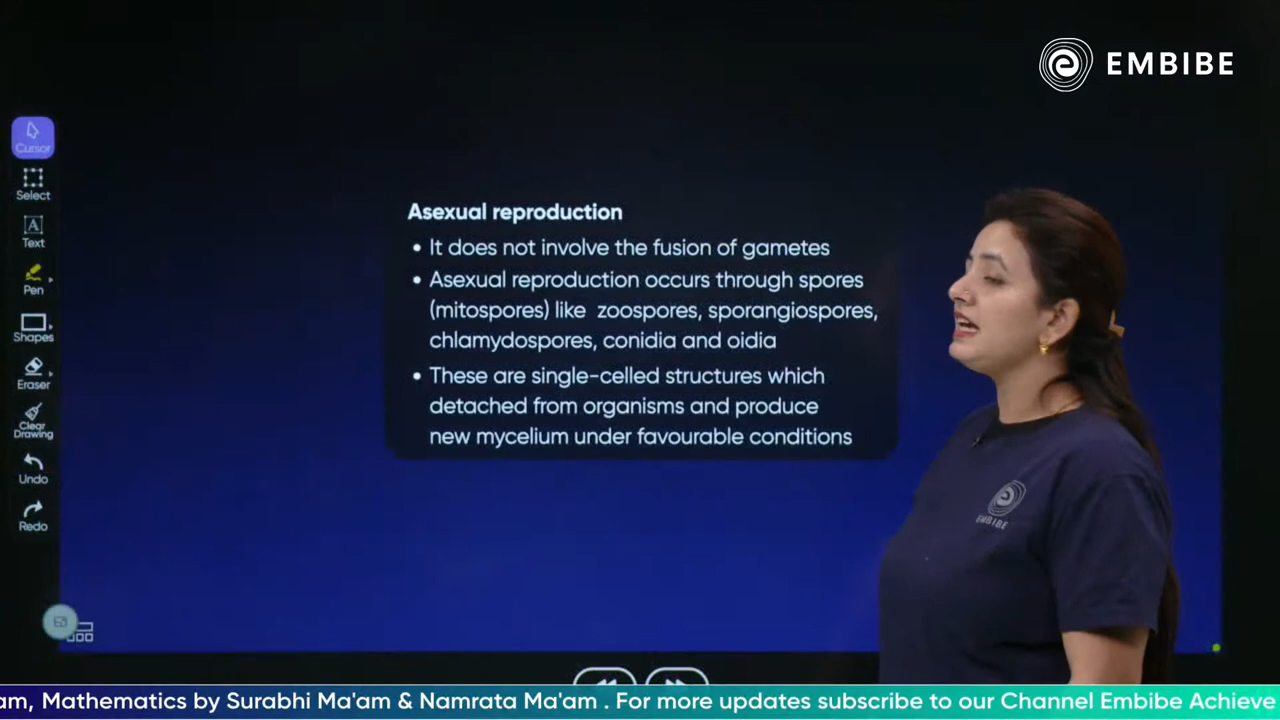 EMBIBE
Cursor
Select
Text
Pen
Shapes
Eraser
Clear
Drawing
Undo
Redo
Asexual reproduction
• It does not involve the fusion of gametes
• Asexual reproduction occurs through spores
(mitospores) like zoospores, sporangiospores,
chlamydospores, conidia and oidia
• These are single-celled structures which
detached from organisms and produce
new mycelium under favourable conditions
EMBIBE
am, Mathematics by Surabhi Ma'am & Namrata Ma'am . For more updates subscribe to our Channel Embibe Achieve